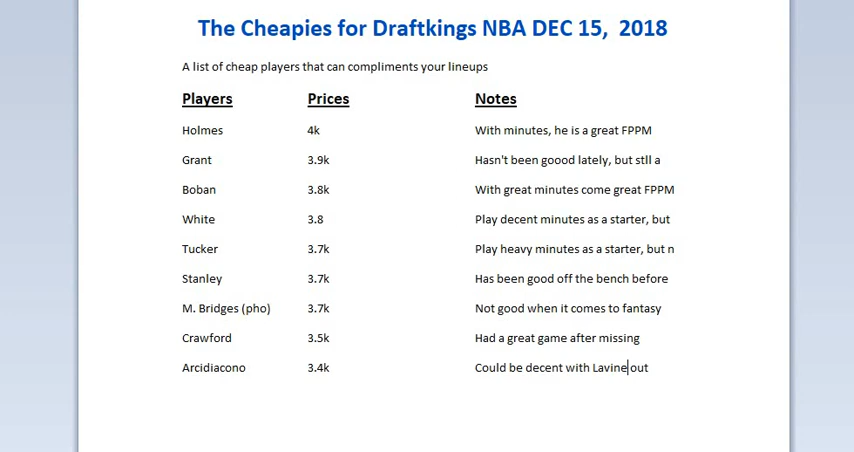 The Cheapies for Draftkings NBA DEC 15, 2018
A list of cheap players that can compliments your lineups
Players Prices Notes
Holmes 4k With minutes, he is a great FPPM
Grant 3.9k Hasn't been goood lately, but stll a
Boban 3.8k With great minutes come great FPPM
White 3.8 Play decent minutes as a starter, but
Tucker 3.7k Play heavy minutes as a starter, but n
Stanley 3.7k Has been good off the bench before
M. Bridges (pho) 3.7k Not good when it comes to fantasy
Crawford 3.5k Had a great game after missing
Arcidiacono 3.4k Could be decent with Lavine out